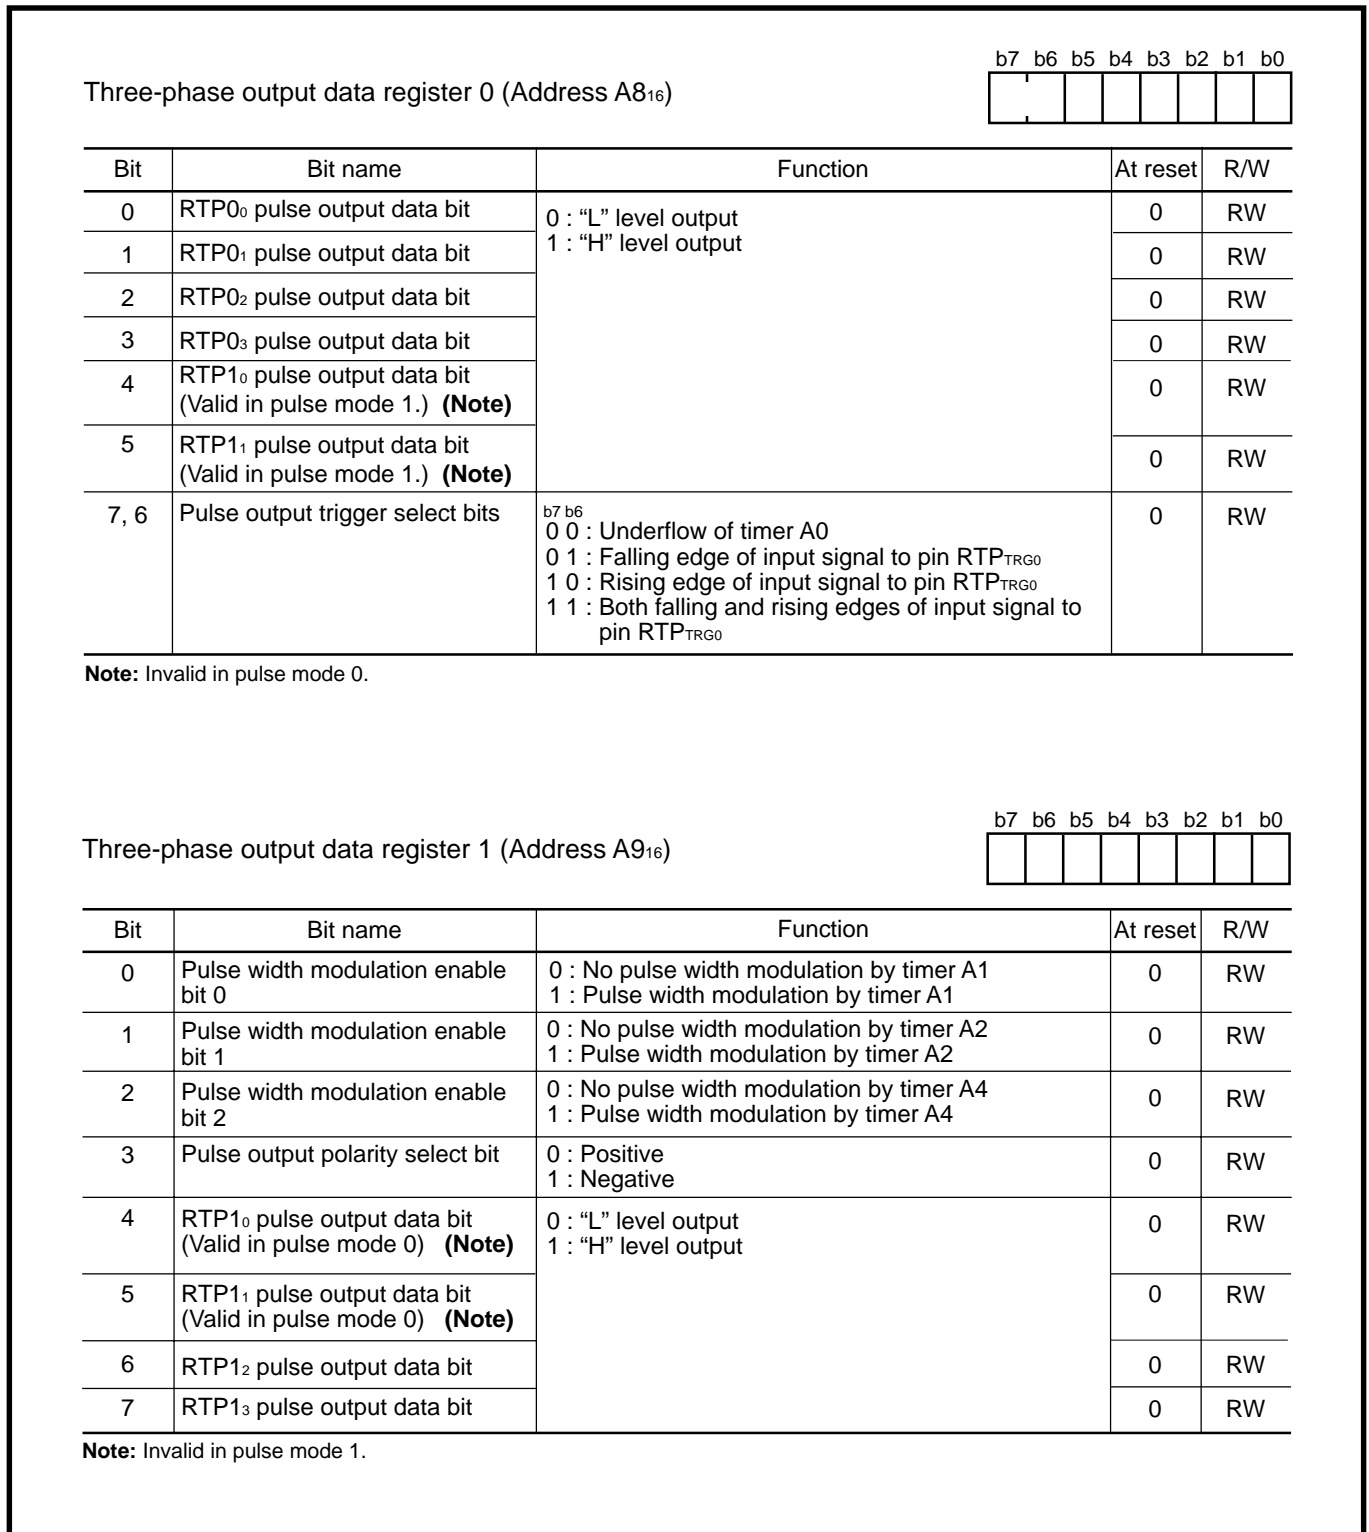 b7 b6 b5 b4 b3 b2 b1 b0
Three-phase output data register 0 (Address A8₁₆)
Bit Bit name Function At reset R/W
0 RTP0₀ pulse output data bit 0 : “L” level output 0 RW
1 : “H” level output
1 RTP0₁ pulse output data bit 0 RW
2 RTP0₂ pulse output data bit 0 RW
3 RTP0₃ pulse output data bit 0 RW
4 RTP1₀ pulse output data bit 0 RW
(Valid in pulse mode 1.) (Note)
5 RTP1₁ pulse output data bit 0 RW
(Valid in pulse mode 1.) (Note)
7, 6 Pulse output trigger select bits b7 b6 0 RW
0 0 : Underflow of timer A0
0 1 : Falling edge of input signal to pin RTPTRG0
1 0 : Rising edge of input signal to pin RTPTRG0
1 1 : Both falling and rising edges of input signal to
pin RTPTRG0
Note: Invalid in pulse mode 0.
b7 b6 b5 b4 b3 b2 b1 b0
Three-phase output data register 1 (Address A9₁₆)
Bit Bit name Function At reset R/W
0 Pulse width modulation enable 0 : No pulse width modulation by timer A1 0 RW
bit 0 1 : Pulse width modulation by timer A1
1 Pulse width modulation enable 0 : No pulse width modulation by timer A2 0 RW
bit 1 1 : Pulse width modulation by timer A2
2 Pulse width modulation enable 0 : No pulse width modulation by timer A4 0 RW
bit 2 1 : Pulse width modulation by timer A4
3 Pulse output polarity select bit 0 : Positive 0 RW
1 : Negative
4 RTP1₀ pulse output data bit 0 : “L” level output 0 RW
(Valid in pulse mode 0) (Note) 1 : “H” level output
5 RTP1₁ pulse output data bit 0 RW
(Valid in pulse mode 0) (Note)
6 RTP1₂ pulse output data bit 0 RW
7 RTP1₃ pulse output data bit 0 RW
Note: Invalid in pulse mode 1.